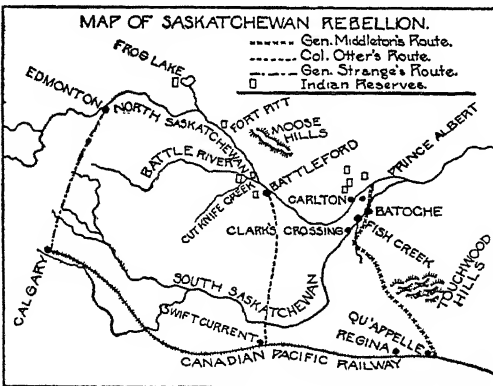 MAP OF SASKATCHEWAN REBELLION.
Gen. Middleton's Route.
Col. Otter's Route.
Gen. Strange's Route.
Indian Reserves.
FROG LAKE
EDMONTON
NORTH SASKATCHEWAN
FORT PITT
MOOSE HILLS
BATTLE RIVER
BATTLEFORD
PRINCE ALBERT
CUT KNIFE CREEK
CARLTON
BATOCHE
CLARK'S CROSSING
FISH CREEK
TOUCHWOOD HILLS
CALGARY
SOUTH SASKATCHEWAN
SWIFT CURRENT
QU'APPELLE
REGINA
CANADIAN PACIFIC RAILWAY